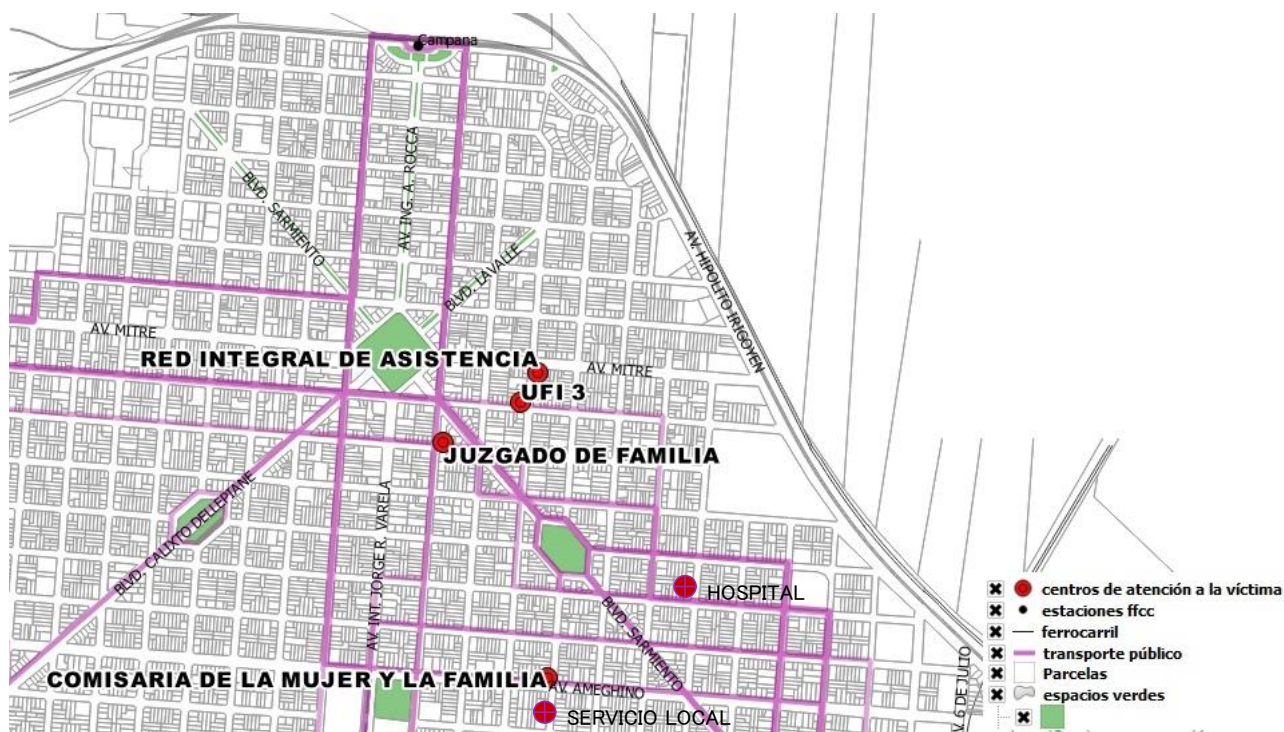 Campana
AV. ING. A. ROCCA
BLVD. SARMIENTO
BLVD. LAVALLE
AV. HIPOLITO IRIGOYEN
AV. MITRE
RED INTEGRAL DE ASISTENCIA
AV. MITRE
UFI 3
JUZGADO DE FAMILIA
BLVD. CALIXTO DELLEPIANE
AV. INT. JORGE R. VARELA
HOSPITAL
BLVD. SARMIENTO
COMISARIA DE LA MUJER Y LA FAMILIA
AV. AMEGHINO
SERVICIO LOCAL
V. 6 DE JULIO
centros de atención a la víctima
estaciones ffcc
ferrocarril
transporte público
Parcelas
espacios verdes